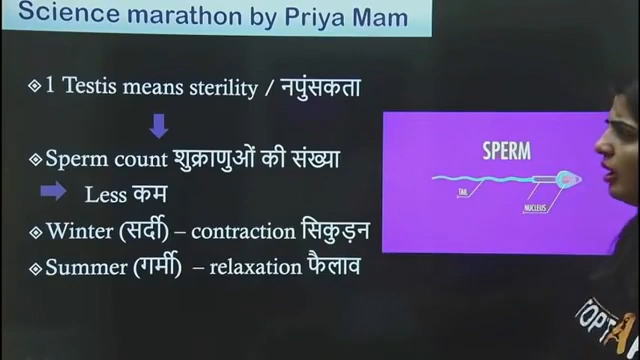 Science marathon by Priya Mam
1 Testis means sterility / नपुंसकता
Sperm count शुक्राणुओं की संख्या
Less कम
Winter (सर्दी) – contraction सिकुड़न
Summer (गर्मी) – relaxation फैलाव
SPERM
TAIL
NUCLEUS
TOPT